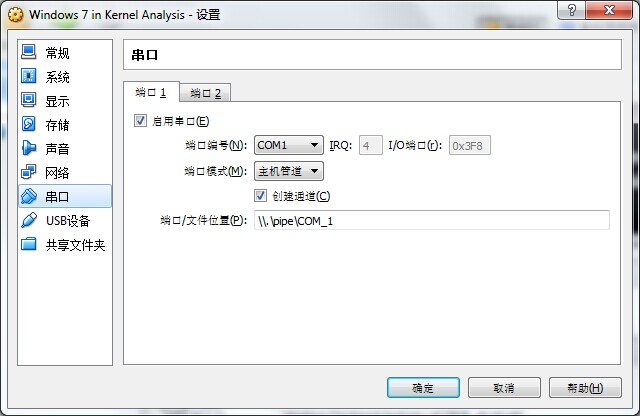 Windows 7 in Kernel Analysis - 设置
常规
系统
显示
存储
声音
网络
串口
USB设备
共享文件夹
串口
端口 1
端口 2
启用串口(E)
端口编号(N): COM1 IRQ: 4 I/O端口(r): 0x3F8
端口模式(M): 主机管道
创建通道(C)
端口/文件位置(P): \\.\pipe\COM_1
确定 取消 帮助(H)